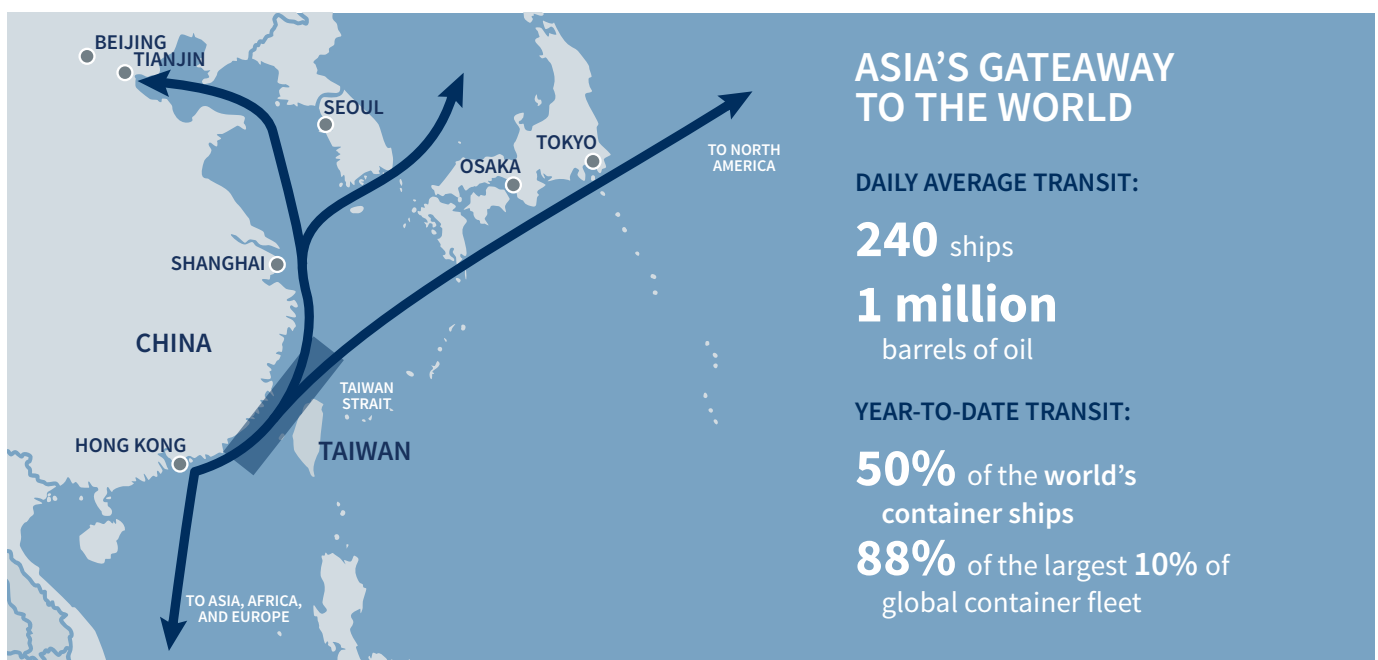 BEIJING
TIANJIN
SEOUL
TOKYO
OSAKA
TO NORTH
AMERICA
SHANGHAI
CHINA
TAIWAN
STRAIT
HONG KONG
TAIWAN
TO ASIA, AFRICA,
AND EUROPE
ASIA’S GATEAWAY
TO THE WORLD
DAILY AVERAGE TRANSIT:
240 ships
1 million
barrels of oil
YEAR-TO-DATE TRANSIT:
50% of the world’s
container ships
88% of the largest 10% of
global container fleet